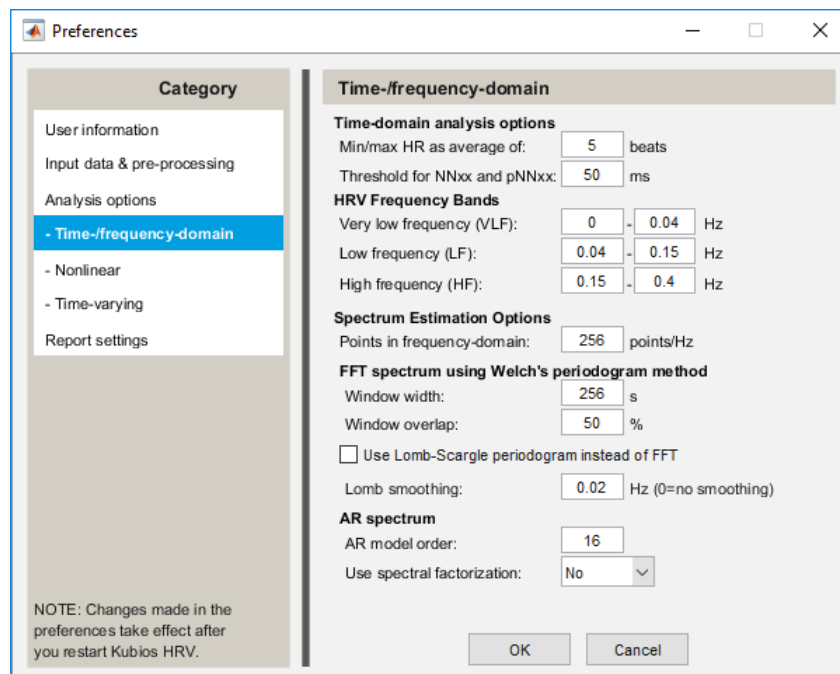 Preferences
Category
User information
Input data & pre-processing
Analysis options
- Time-/frequency-domain
- Nonlinear
- Time-varying
Report settings
NOTE: Changes made in the
preferences take effect after
you restart Kubios HRV.
Time-/frequency-domain
Time-domain analysis options
Min/max HR as average of: 5 beats
Threshold for NNxx and pNNxx: 50 ms
HRV Frequency Bands
Very low frequency (VLF): 0 - 0.04 Hz
Low frequency (LF): 0.04 - 0.15 Hz
High frequency (HF): 0.15 - 0.4 Hz
Spectrum Estimation Options
Points in frequency-domain: 256 points/Hz
FFT spectrum using Welch's periodogram method
Window width: 256 s
Window overlap: 50 %
Use Lomb-Scargle periodogram instead of FFT
Lomb smoothing: 0.02 Hz (0=no smoothing)
AR spectrum
AR model order: 16
Use spectral factorization: No
OK Cancel